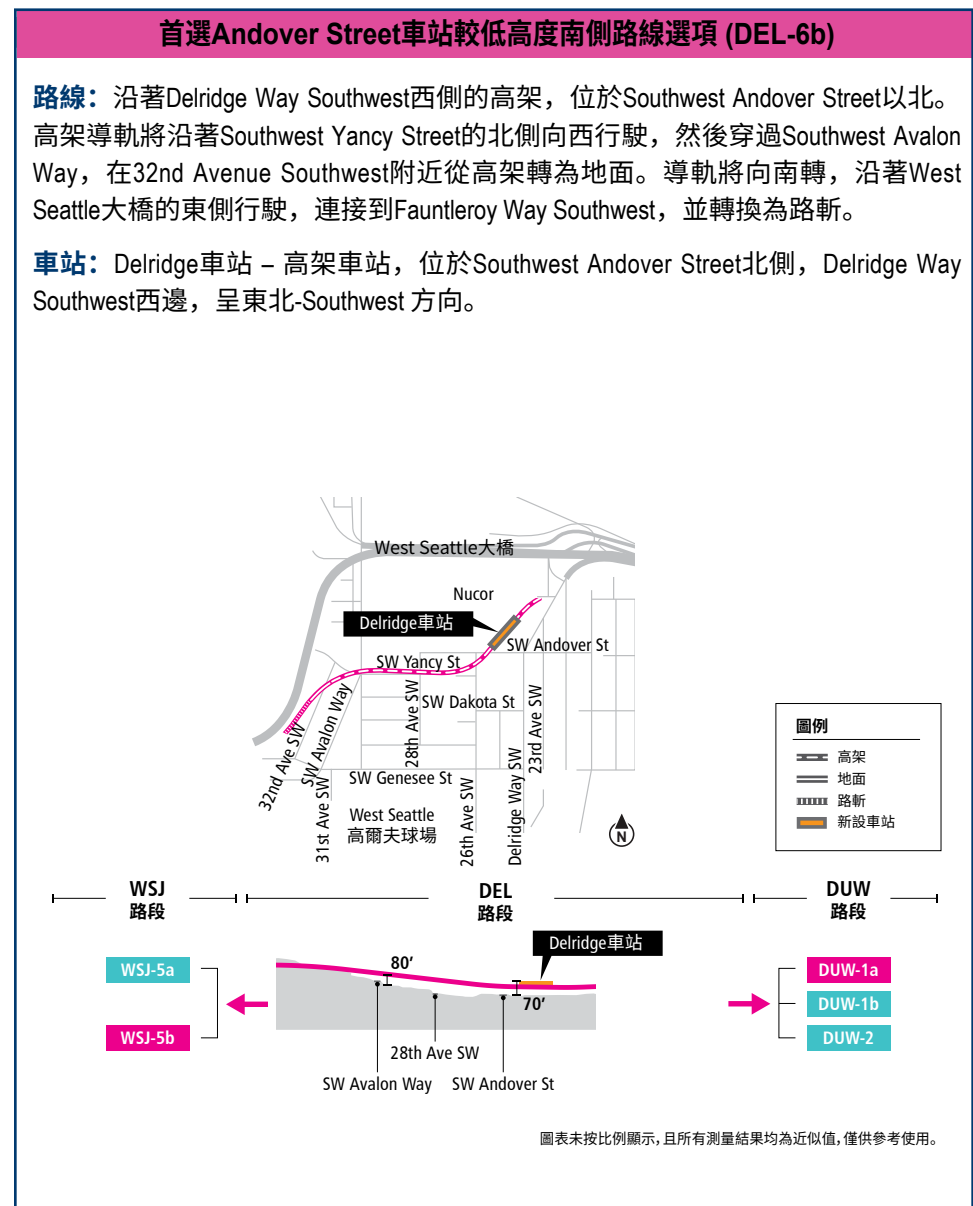 首選Andover Street車站較低高度南側路線選項 (DEL-6b)
路線：沿著Delridge Way Southwest西側的高架，位於Southwest Andover Street以北。
高架導軌將沿著Southwest Yancy Street的北側向西行駛，然後穿過Southwest Avalon
Way，在32nd Avenue Southwest附近從高架轉為地面。導軌將向南轉，沿著West
Seattle大橋的東側行駛，連接到Fauntleroy Way Southwest，並轉換為路斬。
車站：Delridge車站 – 高架車站，位於Southwest Andover Street北側，Delridge Way
Southwest西邊，呈東北-Southwest 方向。
West Seattle大橋
Nucor
Delridge車站
SW Andover St
SW Yancy St
SW Dakota St
28th Ave SW
23rd Ave SW
SW Avalon Way
32nd Ave SW
SW Genesee St
31st Ave SW
West Seattle
高爾夫球場
26th Ave SW
Delridge Way SW
N
圖例
高架
地面
路斬
新設車站
WSJ
路段
DEL
路段
DUW
路段
Delridge車站
80′
70′
WSJ-5a
WSJ-5b
DUW-1a
DUW-1b
DUW-2
28th Ave SW
SW Avalon Way
SW Andover St
圖表未按比例顯示，且所有測量結果均為近似值，僅供參考使用。